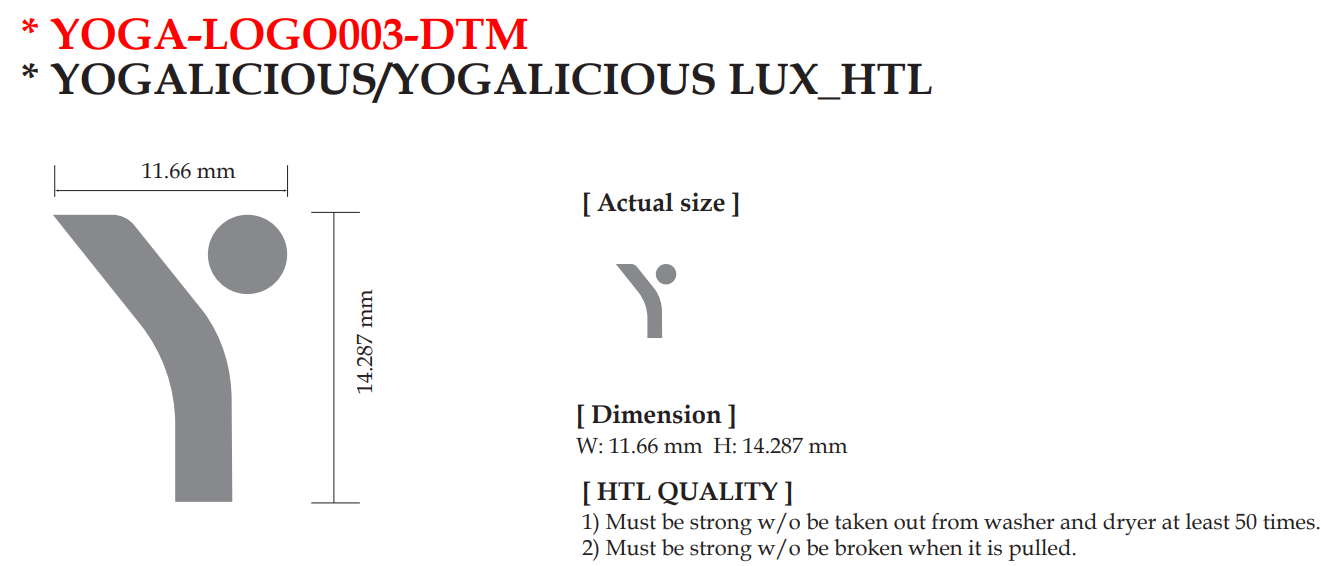 * YOGA-LOGO003-DTM
* YOGALICIOUS/YOGALICIOUS LUX_HTL
11.66 mm
14.287 mm
[ Actual size ]
[ Dimension ]
W: 11.66 mm  H: 14.287 mm
[ HTL QUALITY ]
1) Must be strong w/o be taken out from washer and dryer at least 50 times.
2) Must be strong w/o be broken when it is pulled.